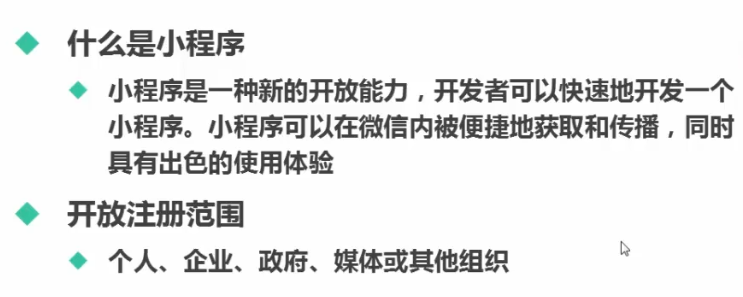 什么是小程序
小程序是一种新的开放能力，开发者可以快速地开发一个
小程序。小程序可以在微信内被便捷地获取和传播，同时
具有出色的使用体验
开放注册范围
个人、企业、政府、媒体或其他组织